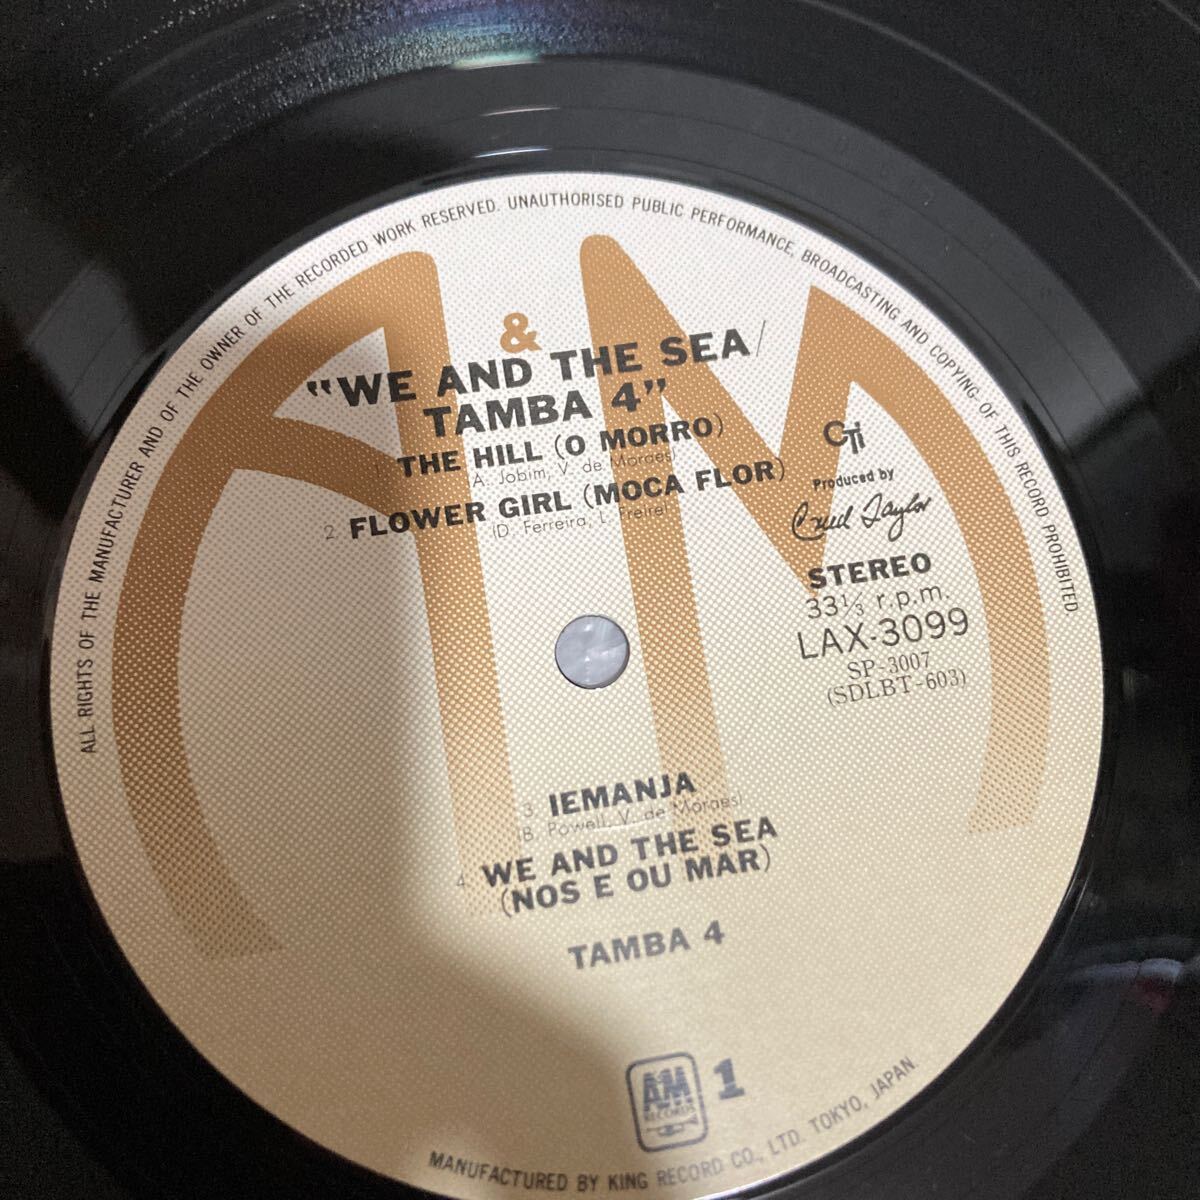 ALL RIGHTS OF THE MANUFACTURER AND OF THE OWNER OF THE RECORDED WORK RESERVED. UNAUTHORISED PUBLIC PERFORMANCE, BROADCASTING AND COPYING OF THIS RECORD PROHIBITED.
A&M
"WE AND THE SEA/
TAMBA 4"
1. THE HILL (O MORRO)
(A. Jobim, V. de Moraes)
2. FLOWER GIRL (MOCA FLOR)
(D. Ferreira, L. Freire)
CTi
Produced by
Creed Taylor
STEREO
33 1/3 r.p.m.
LAX-3099
SP-3007
(SDLBT-603)
3. IEMANJA
(B. Powell, V. de Moraes)
4. WE AND THE SEA
(NOS E OU MAR)
TAMBA 4
A&M
RECORDS
1
MANUFACTURED BY KING RECORD CO., LTD. TOKYO, JAPAN